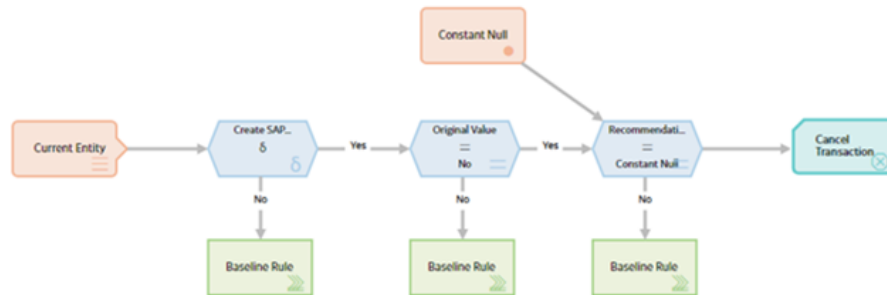 Constant Null
Current Entity
Create SAP...
δ
δ
Yes
Original Value
=
No
Yes
Recommendati...
=
Constant Null
Cancel
Transaction
No
No
No
Baseline Rule
Baseline Rule
Baseline Rule